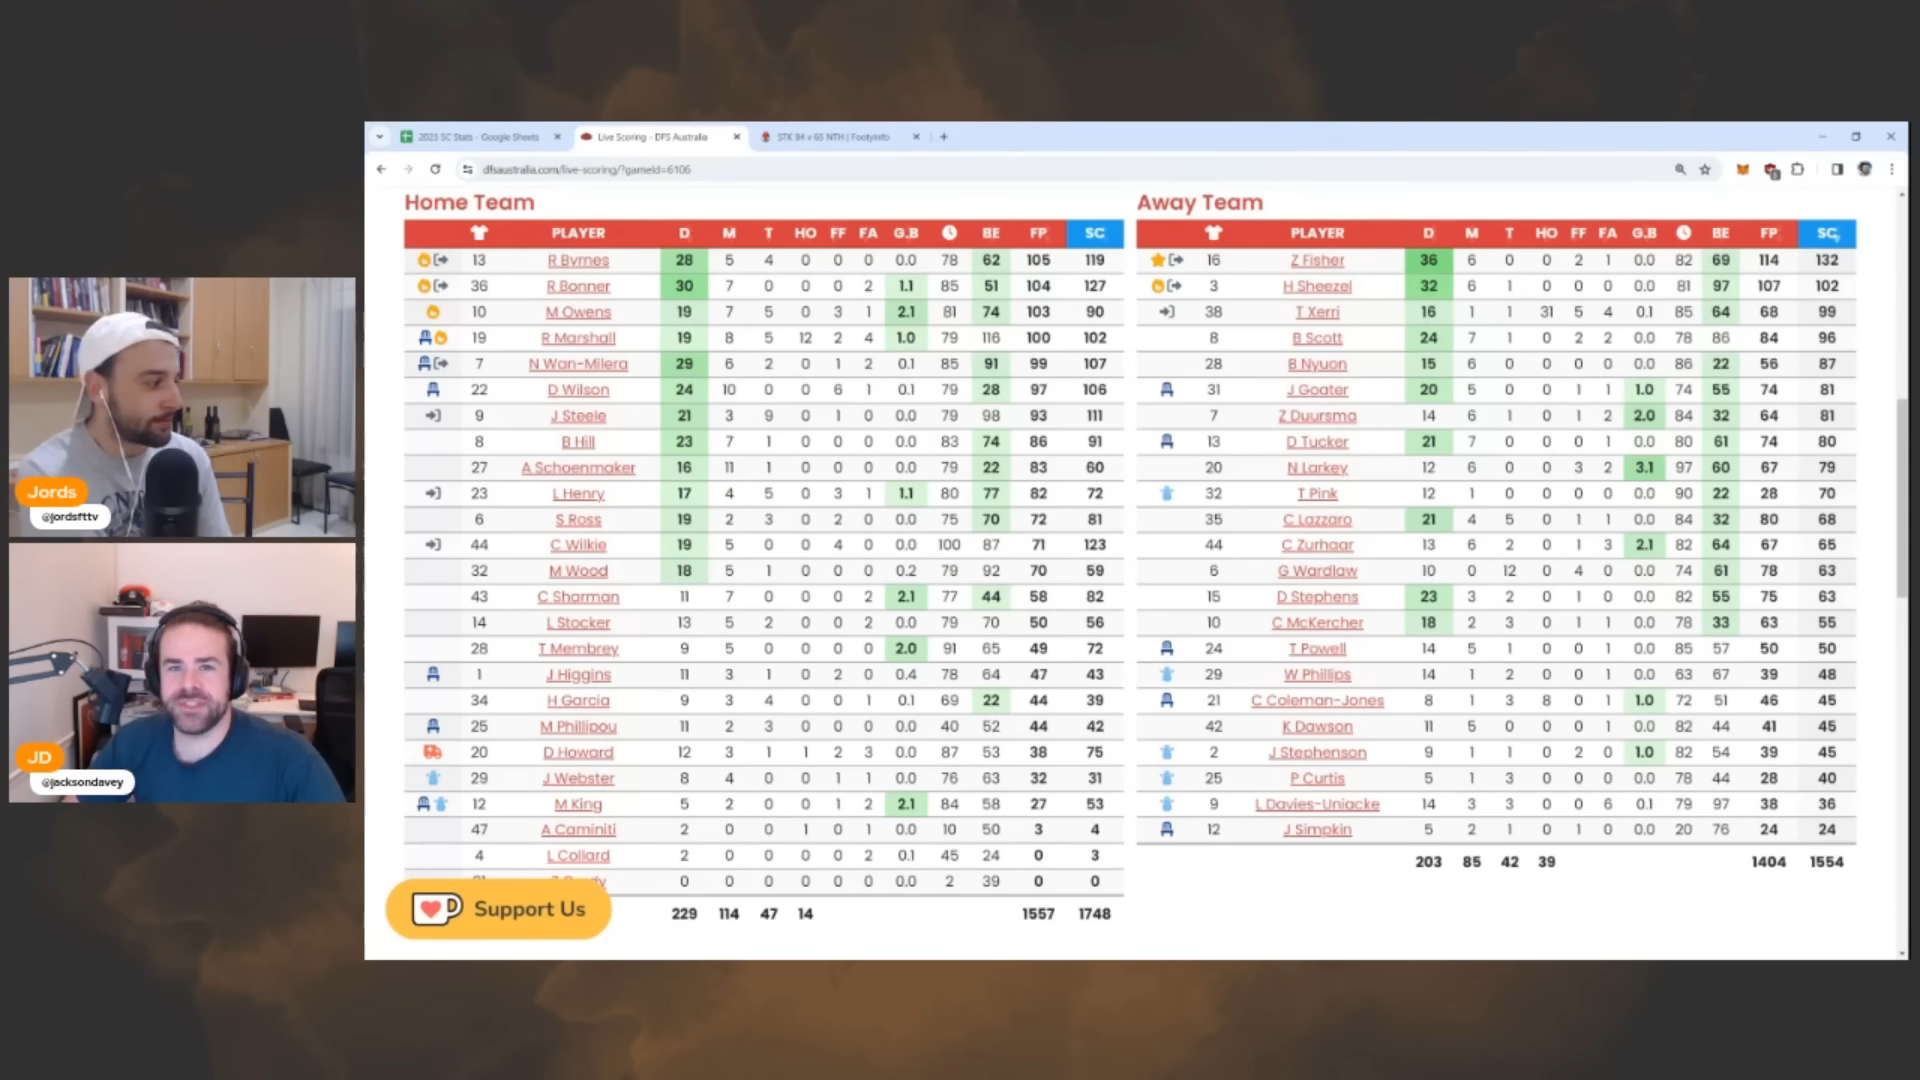 2023 SC Stats - Google Sheets
Live Scoring - DFS Australia
STK 84 v 65 NTH | Footyinfo
dfsaustralia.com/live-scoring/?gameId=6106
Home Team
PLAYER D M T HO FF FA G.B BE FP SC
13 R Byrnes 28 5 4 0 0 0 0.0 78 62 105 119
36 R Bonner 30 7 0 0 0 2 1.1 85 51 104 127
10 M Owens 19 7 5 0 3 1 2.1 81 74 103 90
19 R Marshall 19 8 5 12 2 4 1.0 79 116 100 102
7 N Wan-Milera 29 6 2 0 1 2 0.1 85 91 99 107
22 D Wilson 24 10 0 0 6 1 0.1 79 28 97 106
9 J Steele 21 3 9 0 1 0 0.0 79 98 93 111
8 B Hill 23 7 1 0 0 0 0.0 83 74 86 91
27 A Schoenmaker 16 11 1 0 0 0 0.0 79 22 83 60
23 L Henry 17 4 5 0 3 1 1.1 80 77 82 72
6 S Ross 19 2 3 0 2 0 0.0 75 70 72 81
44 C Wilkie 19 5 0 0 4 0 0.0 100 87 71 123
32 M Wood 18 5 1 0 0 0 0.2 79 92 70 59
43 C Sharman 11 7 0 0 0 2 2.1 77 44 58 82
14 L Stocker 13 5 2 0 0 2 0.0 79 70 50 56
28 T Membrey 9 5 0 0 0 0 2.0 91 65 49 72
1 J Higgins 11 3 1 0 2 0 0.4 78 64 47 43
34 H Garcia 9 3 4 0 0 1 0.1 69 22 44 39
25 M Phillipou 11 2 3 0 0 0 0.0 40 52 44 42
20 D Howard 12 3 1 1 2 3 0.0 87 53 38 75
29 J Webster 8 4 0 0 1 1 0.0 76 63 32 31
12 M King 5 2 0 0 1 2 2.1 84 58 27 53
47 A Caminiti 2 0 0 1 0 1 0.0 10 50 3 4
4 L Collard 2 0 0 0 0 2 0.1 45 24 0 3
0 0 0 0 0 0 0.0 2 39 0 0
229 114 47 14 1557 1748
Away Team
PLAYER D M T HO FF FA G.B BE FP SC
16 Z Fisher 36 6 0 0 2 1 0.0 82 69 114 132
3 H Sheezel 32 6 1 0 0 0 0.0 81 97 107 102
38 T Xerri 16 1 1 31 5 4 0.1 85 64 68 99
8 B Scott 24 7 1 0 2 2 0.0 78 86 84 96
28 B Nyuon 15 6 0 0 0 0 0.0 86 22 56 87
31 J Goater 20 5 0 0 1 1 1.0 74 55 74 81
7 Z Duursma 14 6 1 0 1 2 2.0 84 32 64 81
13 D Tucker 21 7 0 0 0 1 0.0 80 61 74 80
20 N Larkey 12 6 0 0 3 2 3.1 97 60 67 79
32 T Pink 12 1 0 0 0 0 0.0 90 22 28 70
35 C Lazzaro 21 4 5 0 1 1 0.0 84 32 80 68
44 C Zurhaar 13 6 2 0 1 3 2.1 82 64 67 65
6 G Wardlaw 10 0 12 0 4 0 0.0 74 61 78 63
15 D Stephens 23 3 2 0 1 0 0.0 82 55 75 63
10 C McKercher 18 2 3 0 1 1 0.0 78 33 63 55
24 T Powell 14 5 1 0 0 1 0.0 85 57 50 50
29 W Phillips 14 1 2 0 0 1 0.0 63 67 39 48
21 C Coleman-Jones 8 1 3 8 0 1 1.0 72 51 46 45
42 K Dawson 11 5 0 0 0 1 0.0 82 44 41 45
2 J Stephenson 9 1 1 0 2 0 1.0 82 54 39 45
25 P Curtis 5 1 3 0 0 0 0.0 78 44 28 40
9 L Davies-Uniacke 14 3 3 0 0 6 0.1 79 97 38 36
12 J Simpkin 5 2 1 0 1 0 0.0 20 76 24 24
203 85 42 39 1404 1554
Support Us
Jords
@jordsfttv
JD
@jacksondavey